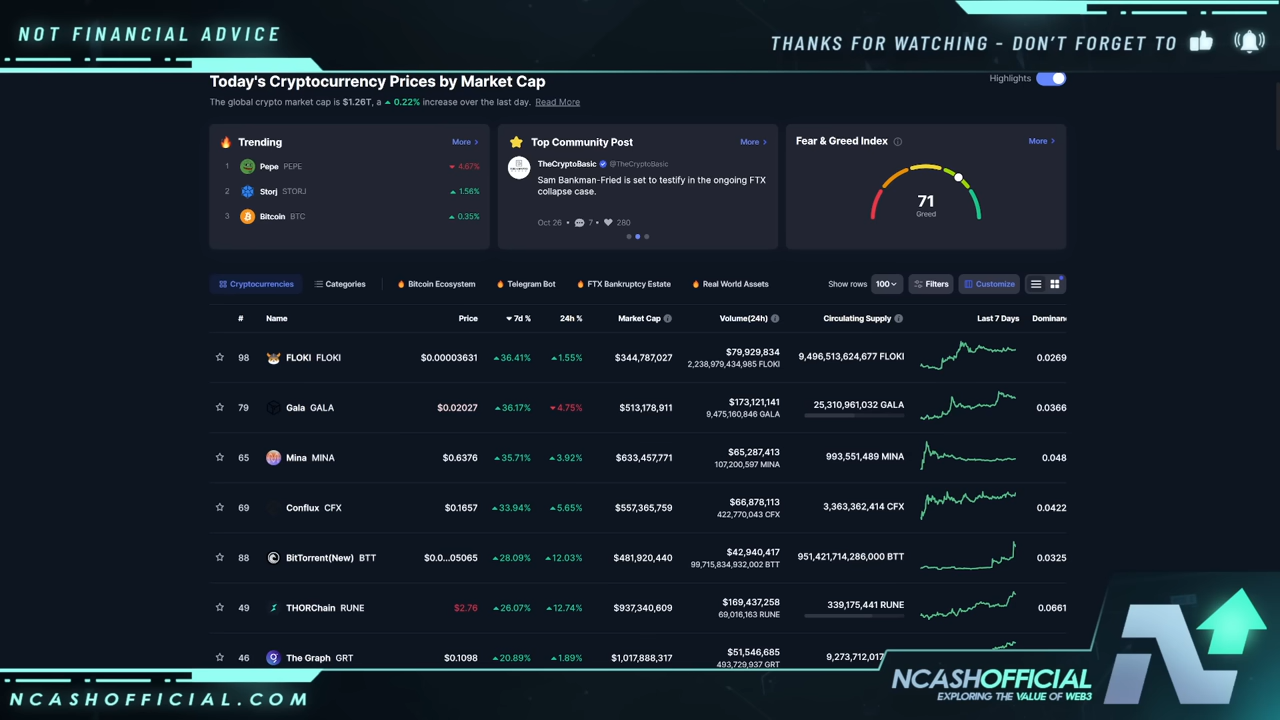 NOT FINANCIAL ADVICE
THANKS FOR WATCHING - DON'T FORGET TO
Today's Cryptocurrency Prices by Market Cap
Highlights
The global crypto market cap is $1.26T, a 0.22% increase over the last day. Read More
Trending More
1 Pepe PEPE 4.67%
2 Storj STORJ 1.56%
3 Bitcoin BTC 0.35%
Top Community Post More
TheCryptoBasic @TheCryptoBasic
Sam Bankman-Fried is set to testify in the ongoing FTX
collapse case.
Oct 26 • 7 • 280
Fear & Greed Index More
71
Greed
Cryptocurrencies Categories Bitcoin Ecosystem Telegram Bot FTX Bankruptcy Estate Real World Assets Show rows 100 Filters Customize
# Name Price 7d % 24h % Market Cap Volume(24h) Circulating Supply Last 7 Days Dominan
98 FLOKI FLOKI $0.00003631 36.41% 1.55% $344,787,027 $79,929,834 9,496,513,624,677 FLOKI 0.0269
2,238,979,434,985 FLOKI
79 Gala GALA $0.02027 36.17% 4.75% $513,178,911 $173,121,141 25,310,961,032 GALA 0.0366
9,475,160,846 GALA
65 Mina MINA $0.6376 35.71% 3.92% $633,457,771 $65,287,413 993,551,489 MINA 0.048
107,200,597 MINA
69 Conflux CFX $0.1657 33.94% 5.65% $557,365,759 $66,878,113 3,363,362,414 CFX 0.0422
422,770,043 CFX
88 BitTorrent(New) BTT $0.0...05065 28.09% 12.03% $481,920,440 $42,940,417 951,421,714,286,000 BTT 0.0325
99,715,834,932,002 BTT
49 THORChain RUNE $2.76 26.07% 12.74% $937,340,609 $169,437,258 339,175,441 RUNE 0.0661
69,016,163 RUNE
46 The Graph GRT $0.1098 20.89% 1.89% $1,017,888,317 $51,546,685 9,273,712,017
493,729,937 GRT
NCASHOFFICIAL
EXPLORING THE VALUE OF WEB3
NCASHOFFICIAL.COM